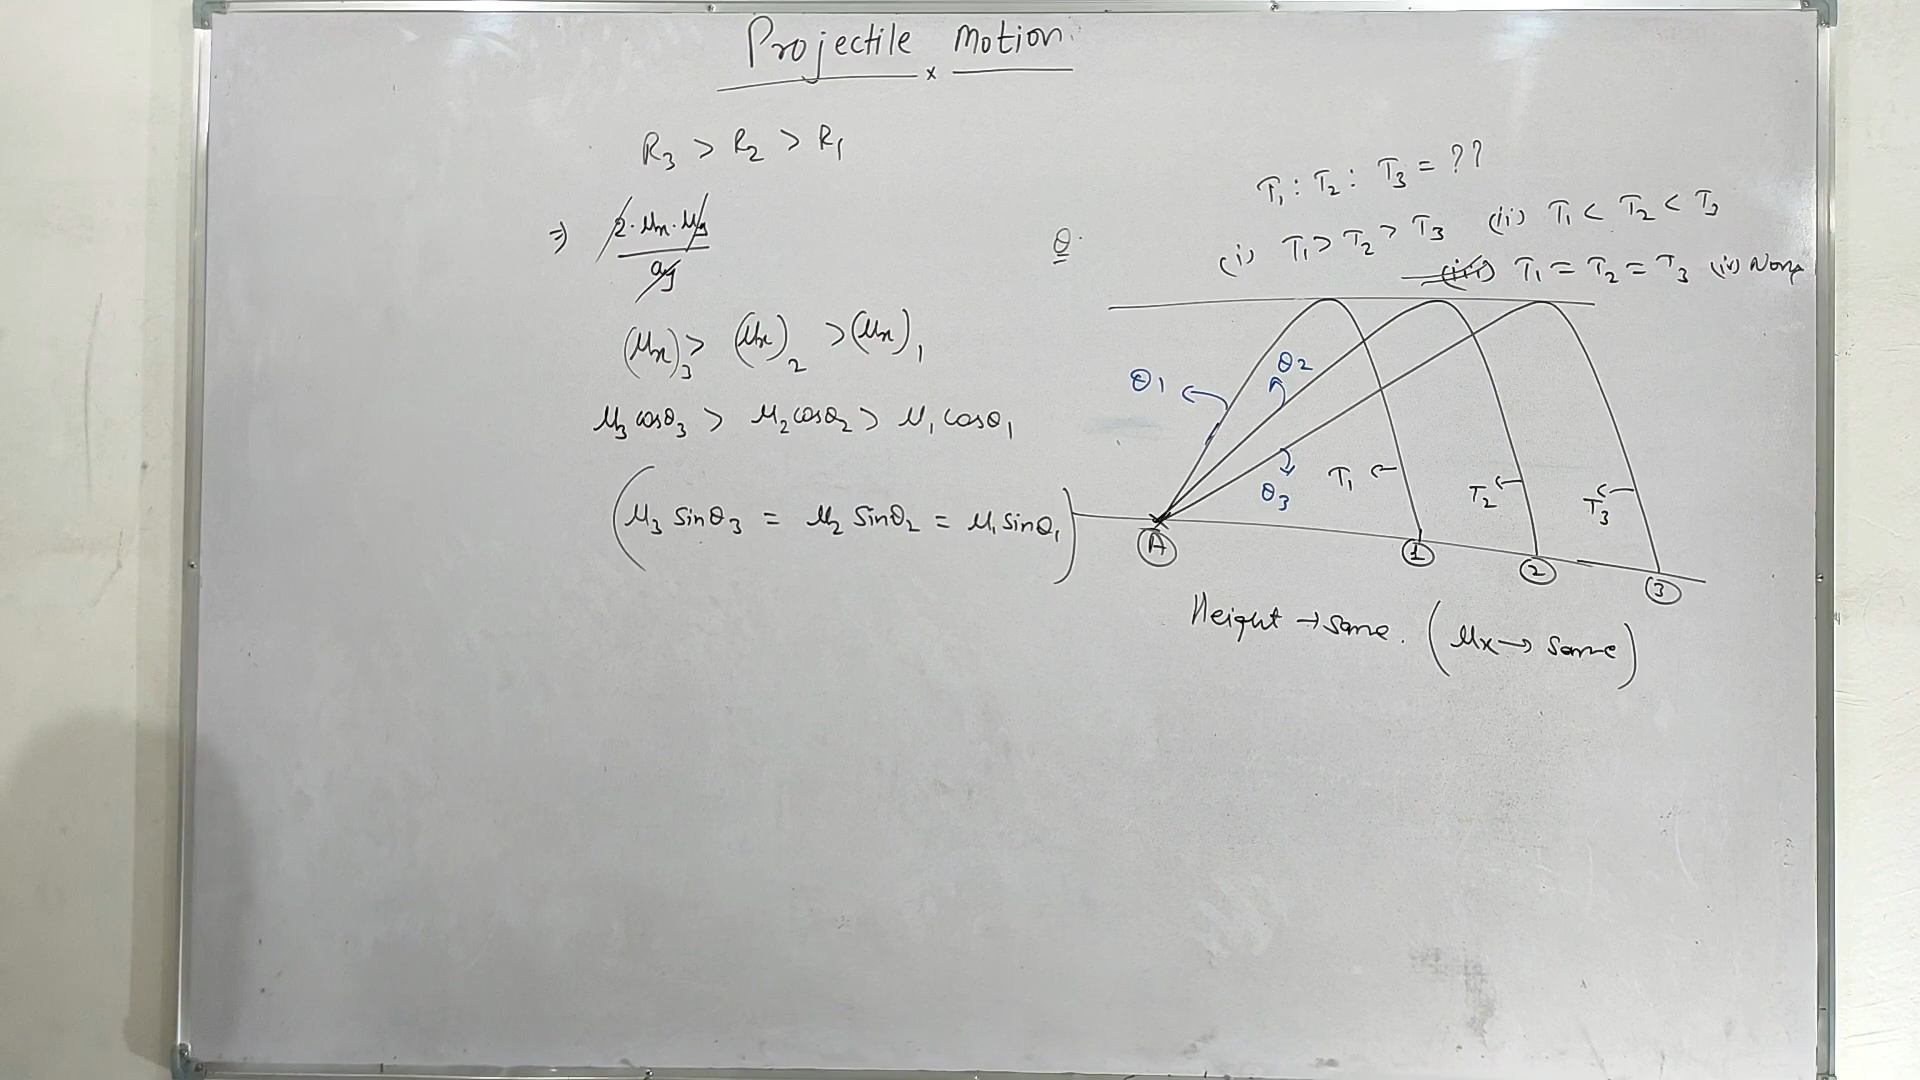 Projectile x Motion
R3 > R2 > R1
⇒ 2·ux·uy / ay
(ux)3 > (ux)2 > (ux)1
u3 cosθ3 > u2 cosθ2 > u1 cosθ1
(u3 sinθ3 = u2 sinθ2 = u1 sinθ1)
Q.
T1 : T2 : T3 = ??
(i) T1 > T2 > T3 (ii) T1 < T2 < T3
(iii) T1 = T2 = T3 (iv) None
θ1
θ2
θ3
T1
T2
T3
A
1
2
3
Height → same. (ux → same)